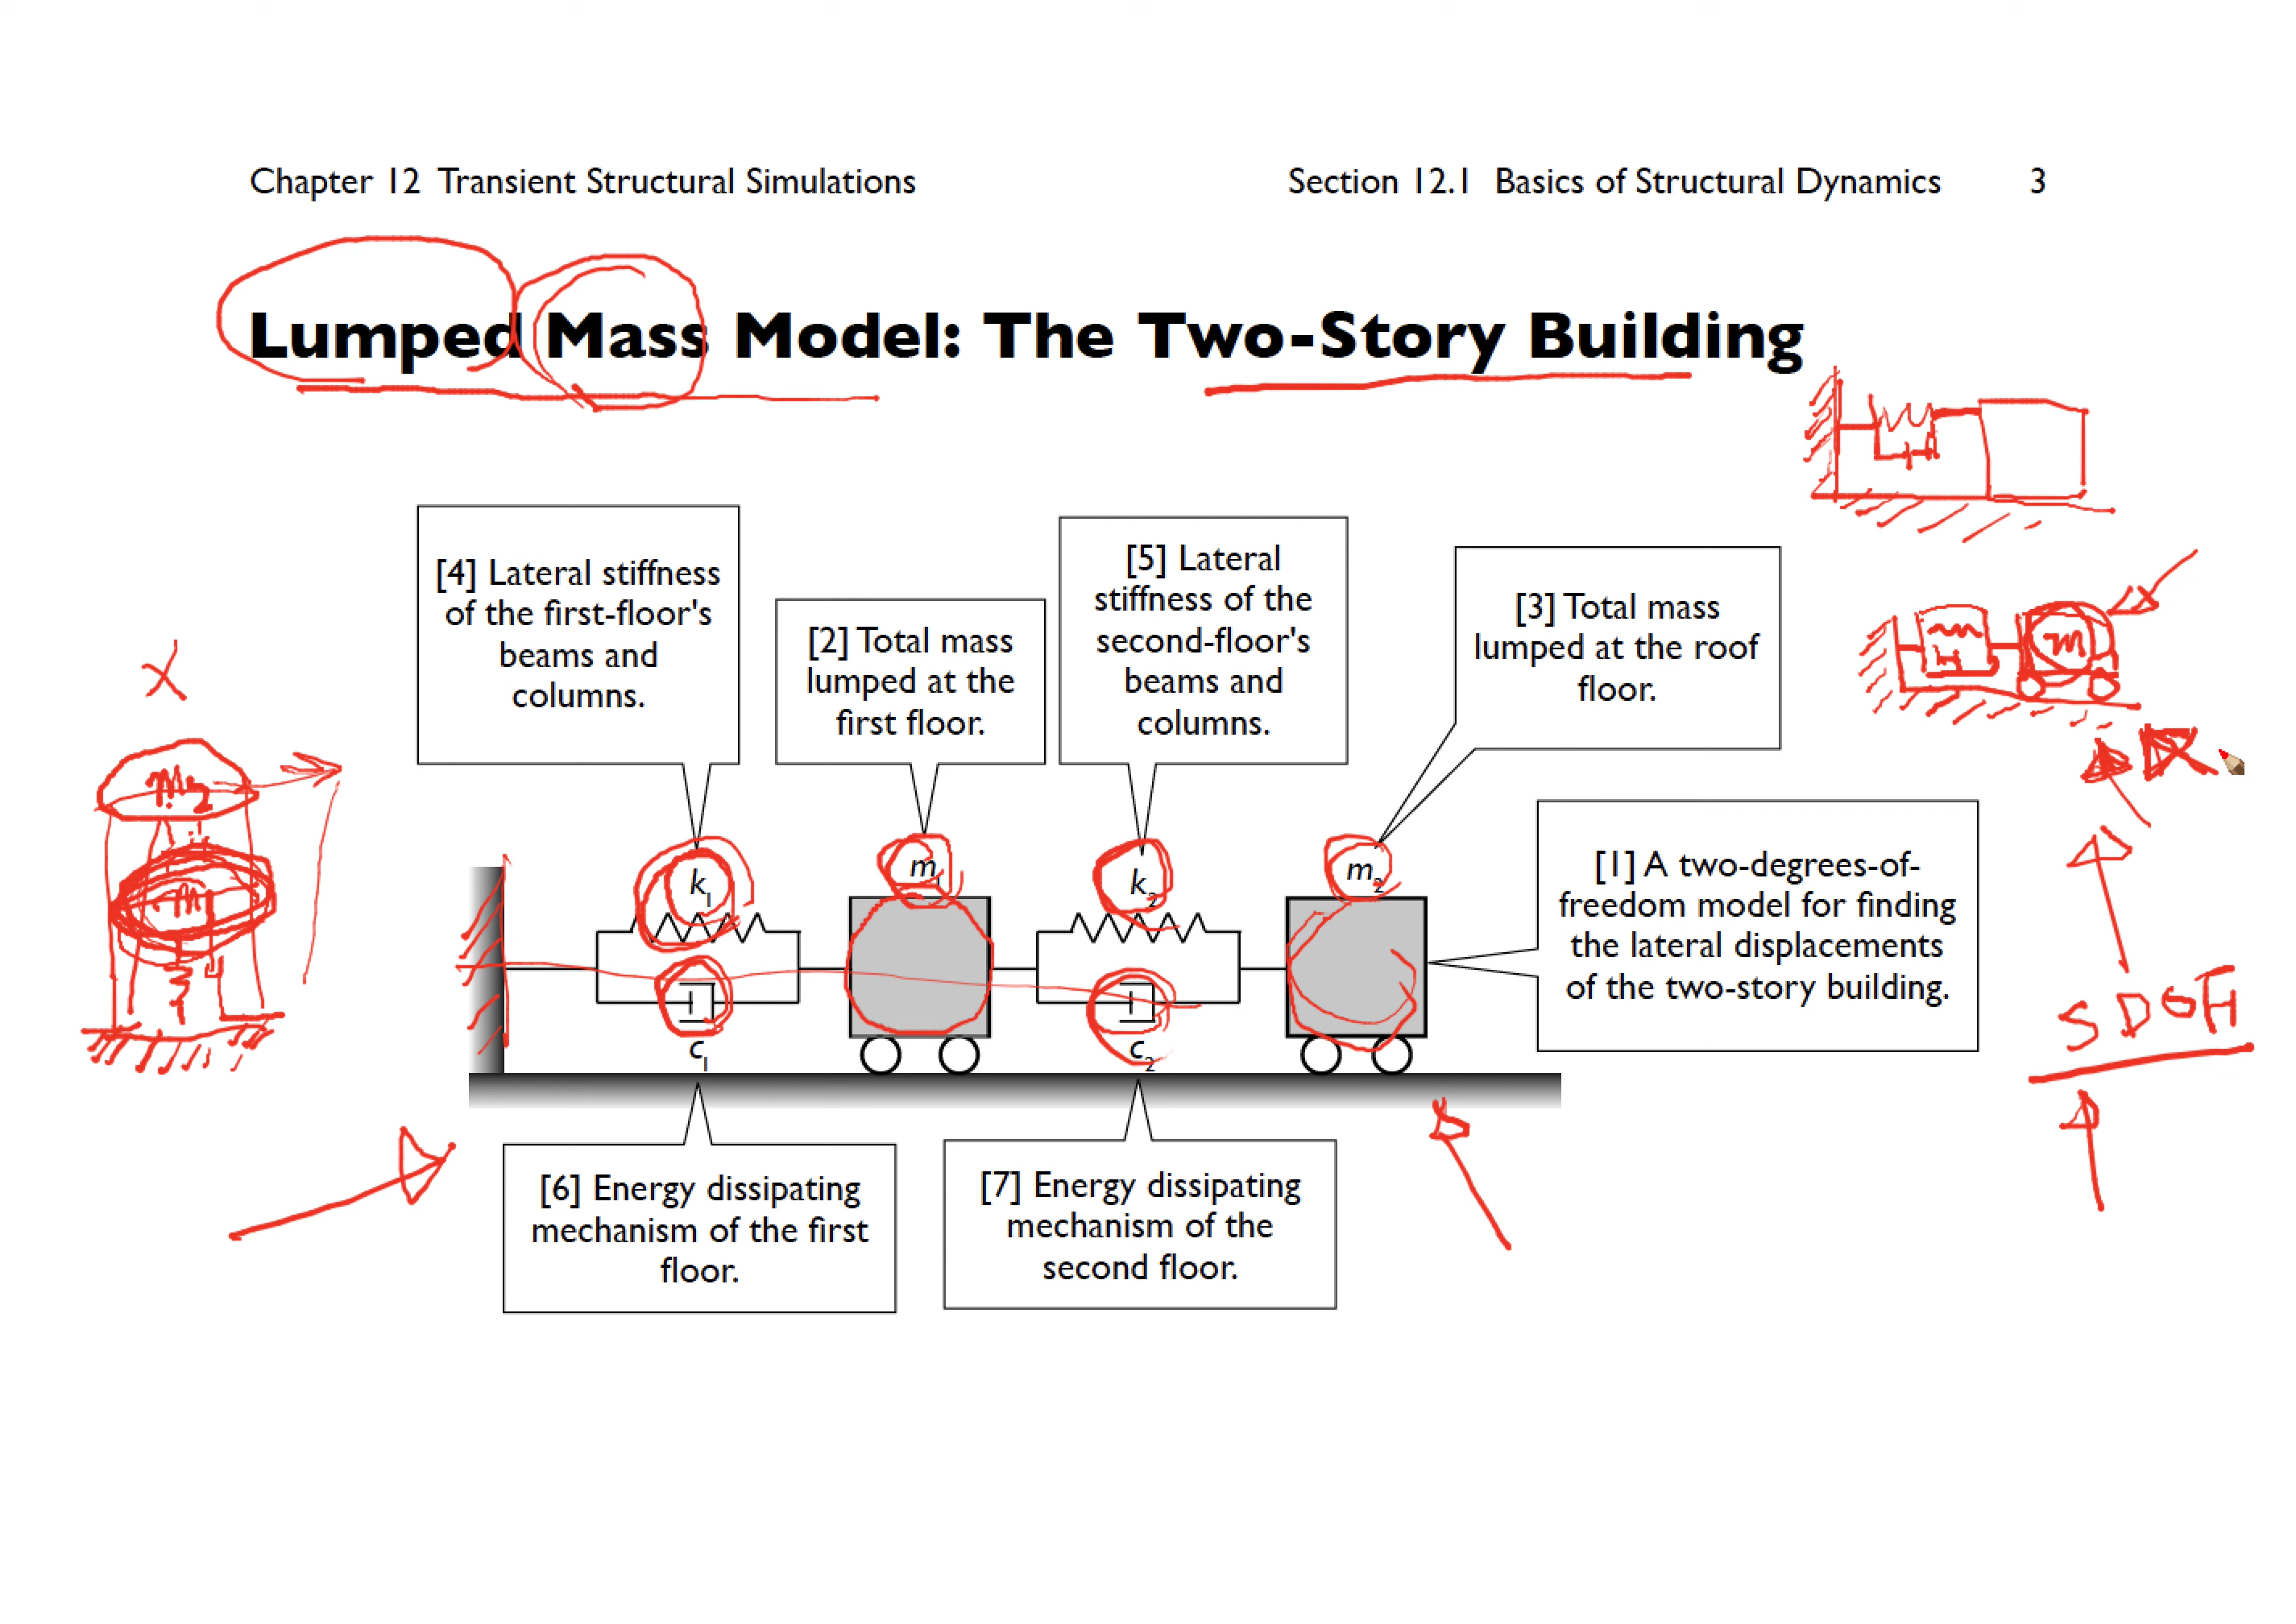 Chapter 12 Transient Structural Simulations
Section 12.1 Basics of Structural Dynamics 3
Lumped Mass Model: The Two-Story Building
[4] Lateral stiffness
of the first-floor's
beams and
columns.
[2] Total mass
lumped at the
first floor.
[5] Lateral
stiffness of the
second-floor's
beams and
columns.
[3] Total mass
lumped at the roof
floor.
m
X
m2
m1
k1
m1
k2
m2
c1
c2
[1] A two-degrees-of-
freedom model for finding
the lateral displacements
of the two-story building.
SDOF
[6] Energy dissipating
mechanism of the first
floor.
[7] Energy dissipating
mechanism of the
second floor.